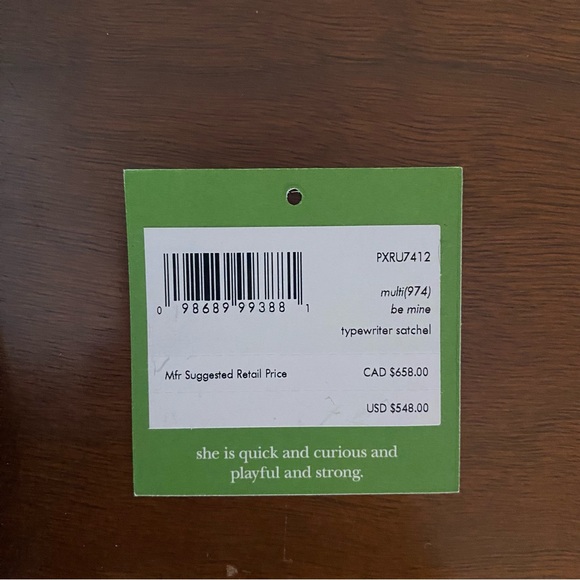 PXRU7412
0 98689 99388 1
multi(974)
be mine
typewriter satchel
Mfr Suggested Retail Price CAD $658.00
USD $548.00
she is quick and curious and
playful and strong.